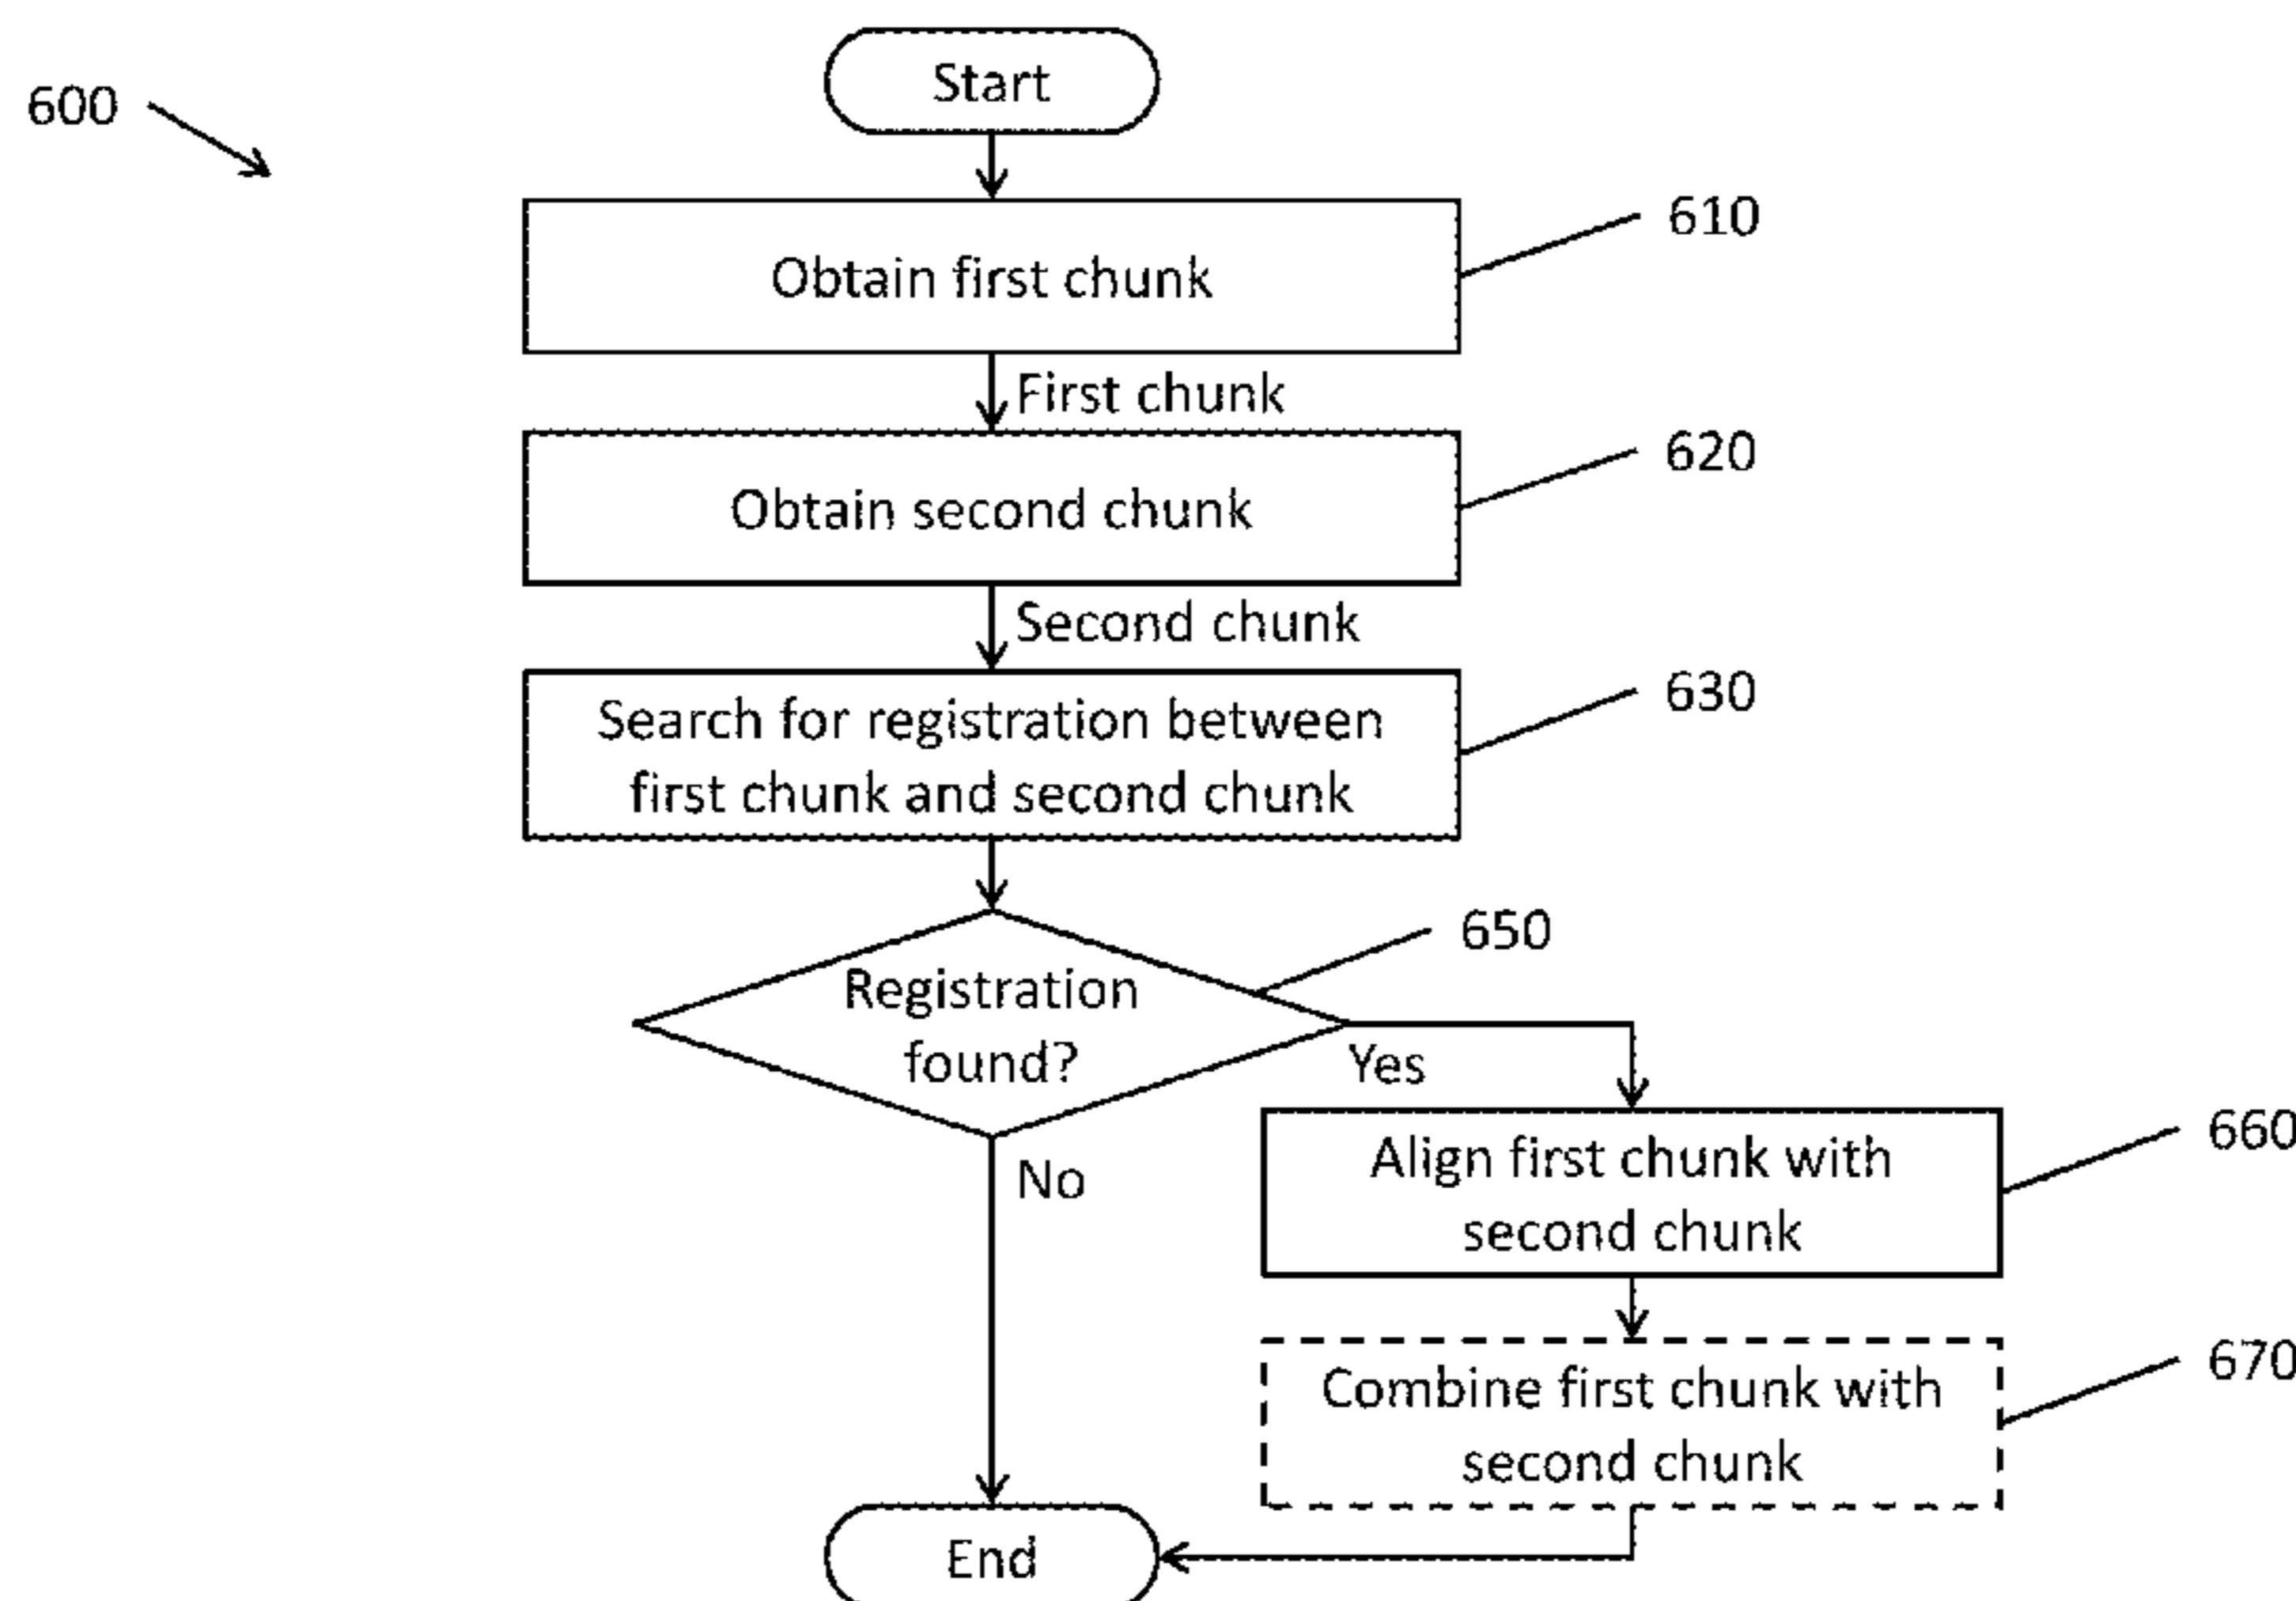 600
Start
610
Obtain first chunk
First chunk
620
Obtain second chunk
Second chunk
630
Search for registration between
first chunk and second chunk
650
Registration
found?
Yes
No
660
Align first chunk with
second chunk
670
Combine first chunk with
second chunk
End